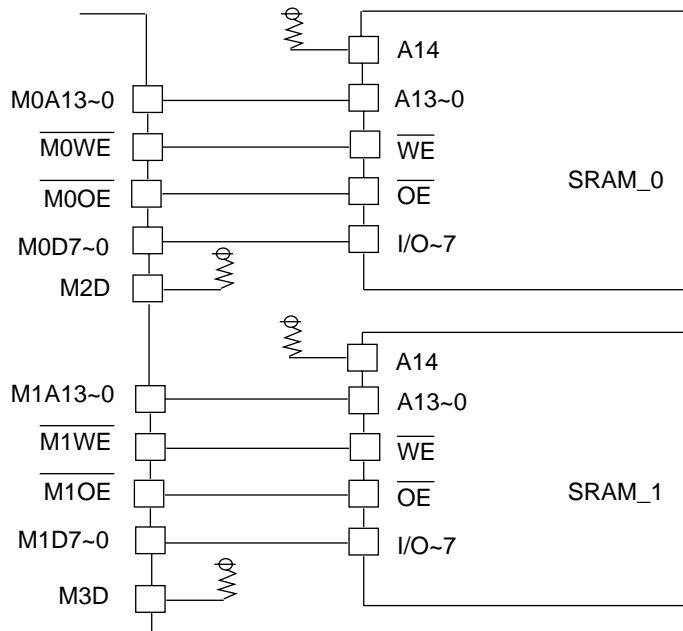 A14
M0A13~0 A13~0
M0WE WE
SRAM_0
M0OE OE
M0D7~0 I/O~7
M2D
A14
M1A13~0 A13~0
M1WE WE
M1OE OE SRAM_1
M1D7~0 I/O~7
M3D